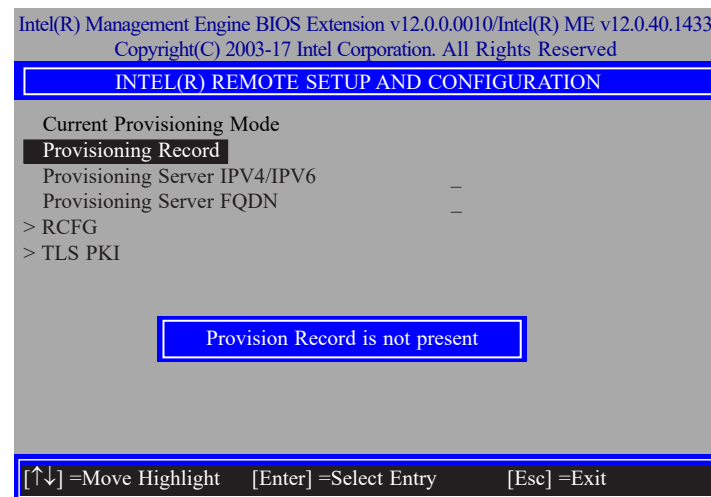 Intel(R) Management Engine BIOS Extension v12.0.0.0010/Intel(R) ME v12.0.40.1433
Copyright(C) 2003-17 Intel Corporation. All Rights Reserved
INTEL(R) REMOTE SETUP AND CONFIGURATION
Current Provisioning Mode
Provisioning Record
Provisioning Server IPV4/IPV6 _
Provisioning Server FQDN _
> RCFG
> TLS PKI
Provision Record is not present
[↑↓] =Move Highlight [Enter] =Select Entry [Esc] =Exit